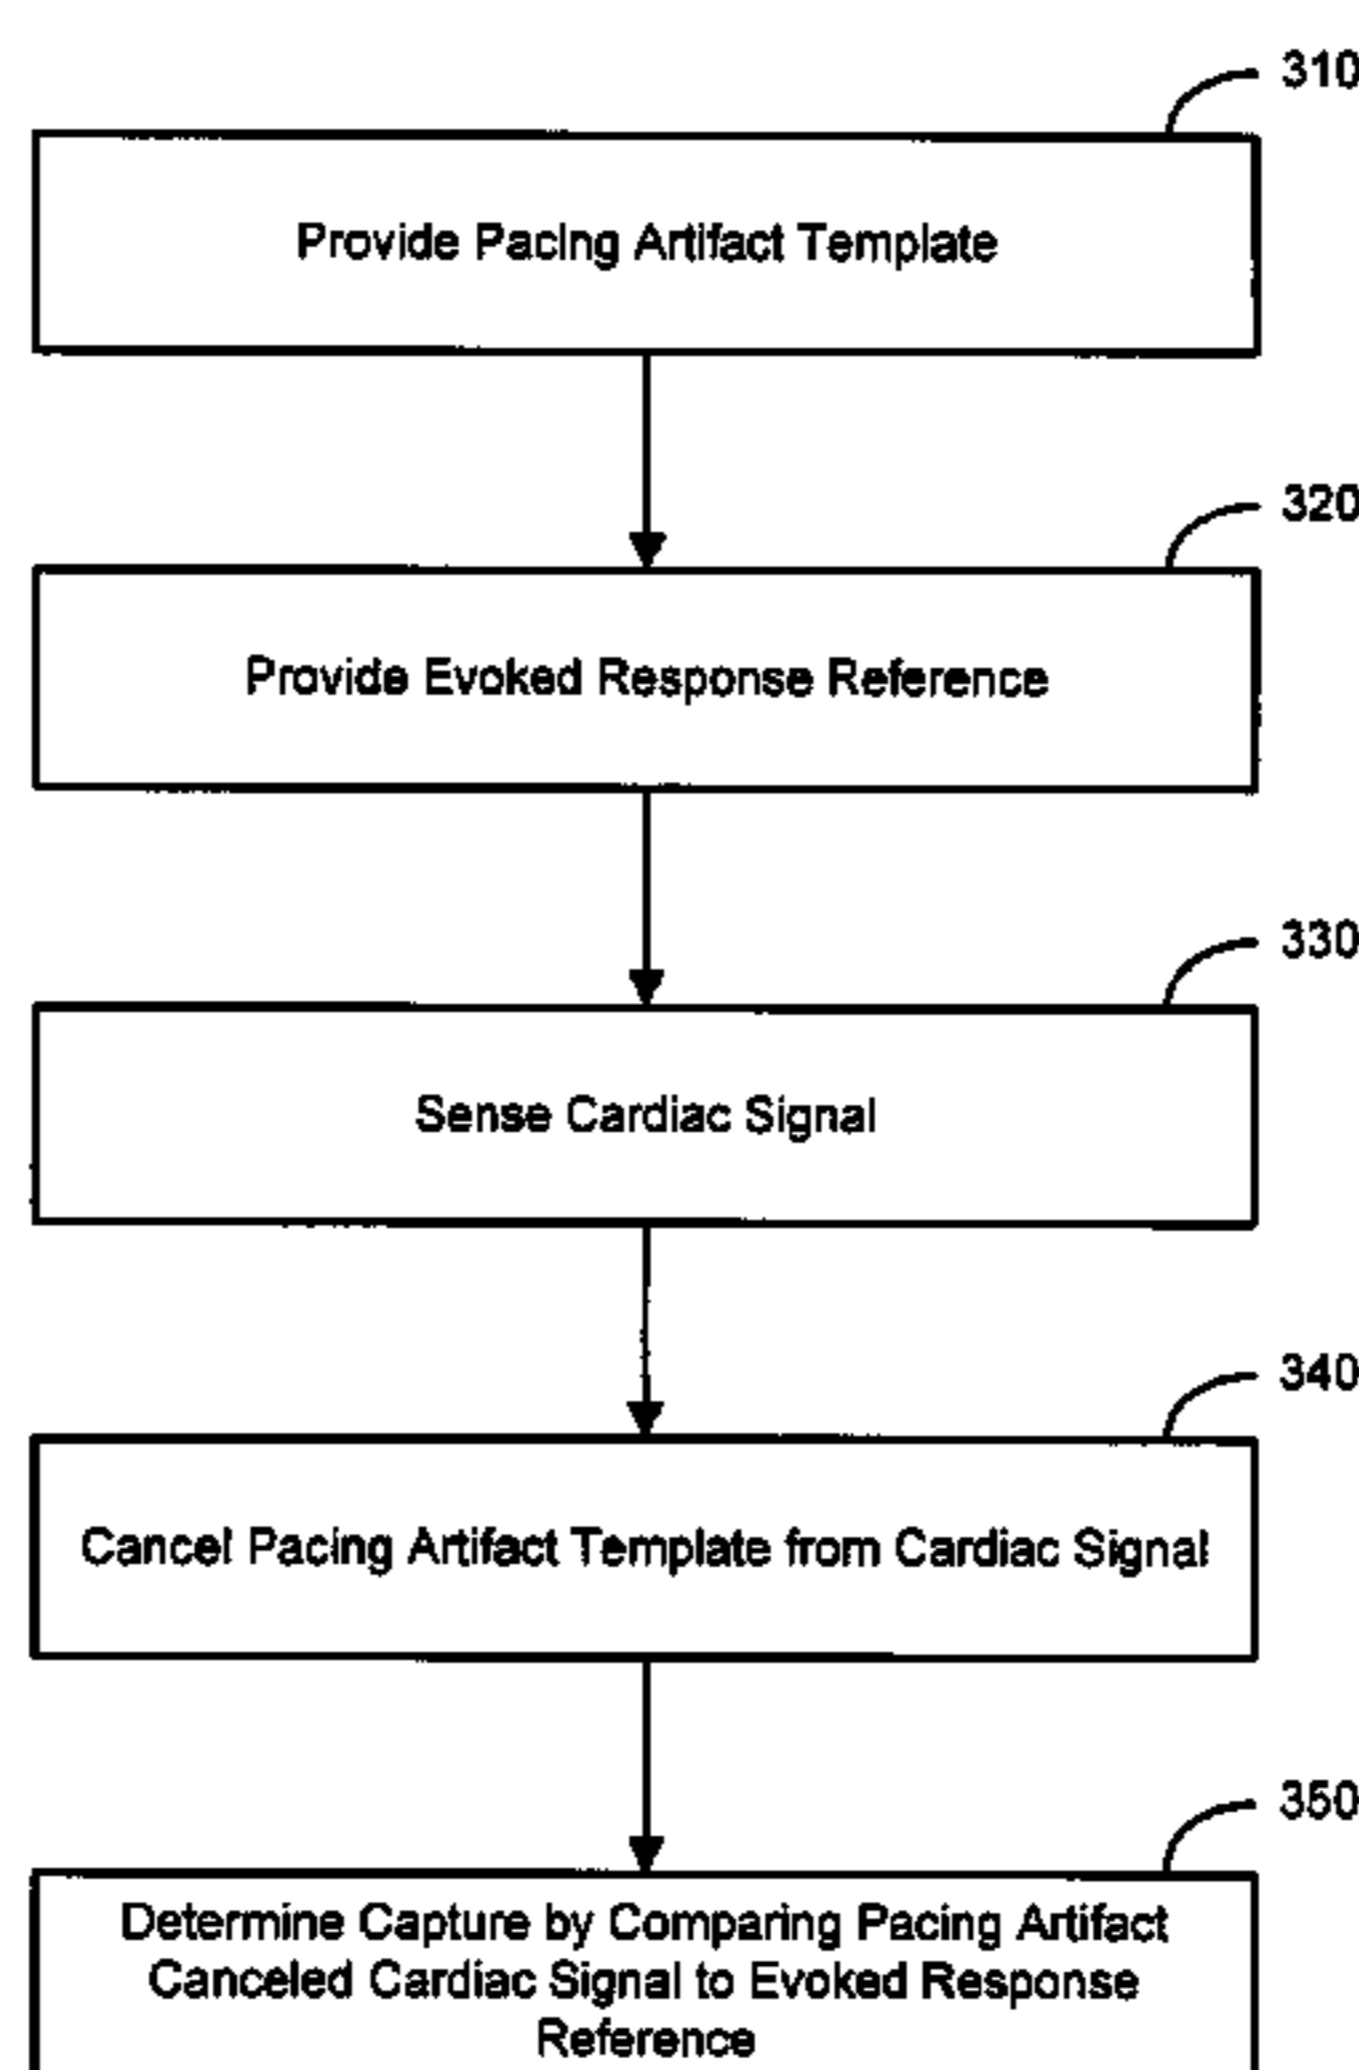 310
Provide Pacing Artifact Template
320
Provide Evoked Response Reference
330
Sense Cardiac Signal
340
Cancel Pacing Artifact Template from Cardiac Signal
350
Determine Capture by Comparing Pacing Artifact
Canceled Cardiac Signal to Evoked Response
Reference